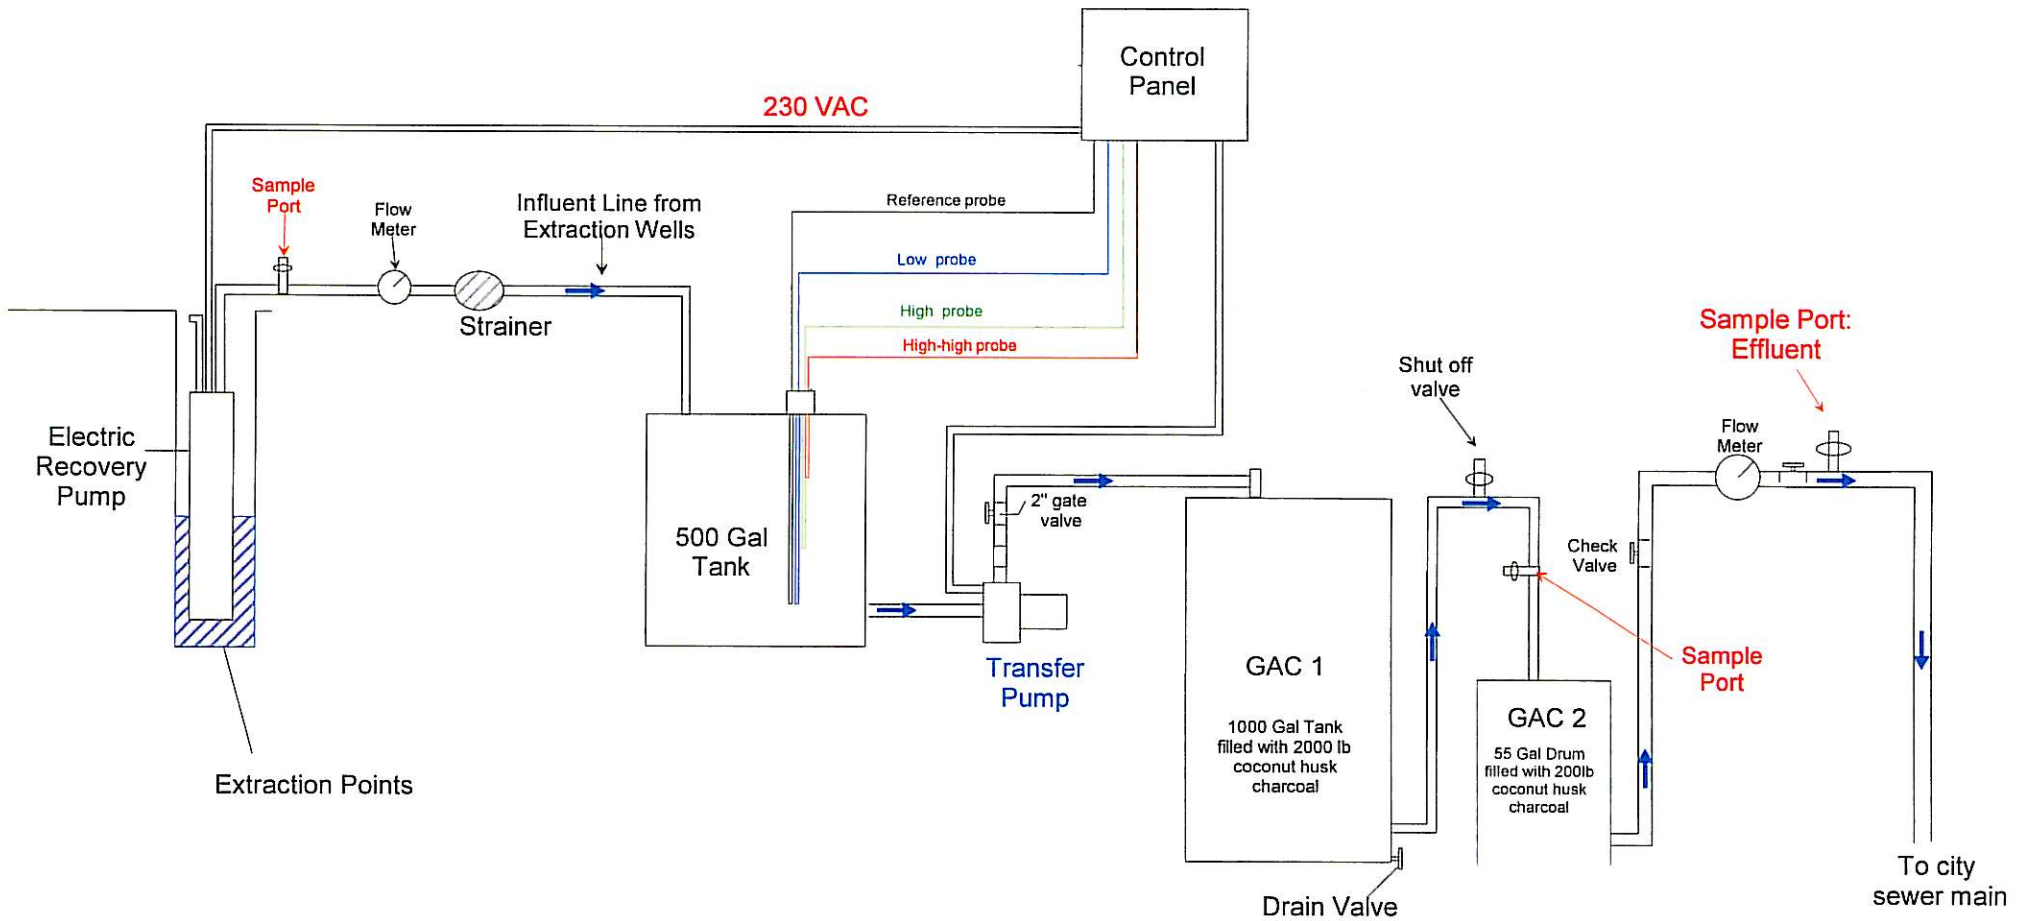 Control
Panel
230 VAC
Sample
Port
Flow
Meter
Influent Line from
Extraction Wells
Reference probe
Low probe
High probe
High-high probe
Strainer
Sample Port:
Effluent
Shut off
valve
Electric
Recovery
Pump
Flow
Meter
2" gate
valve
500 Gal
Tank
Check
Valve
Transfer
Pump
Sample
Port
GAC 1
1000 Gal Tank
filled with 2000 lb
coconut husk
charcoal
GAC 2
55 Gal Drum
filled with 200lb
coconut husk
charcoal
Extraction Points
Drain Valve
To city
sewer main